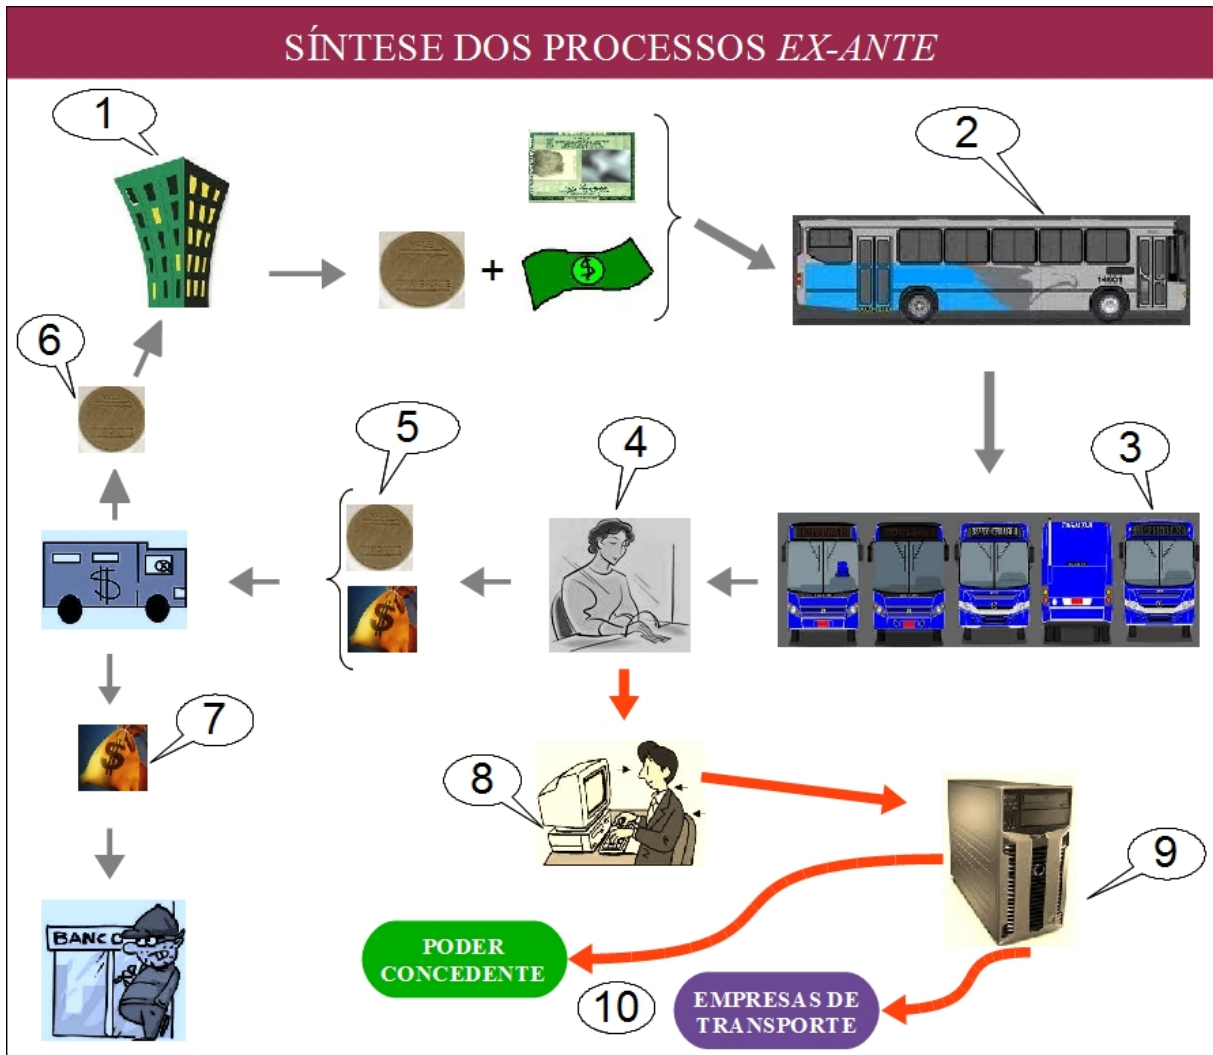 SÍNTESE DOS PROCESSOS EX-ANTE
1
2
14001
6
5
4
3
$
$
$
7
$
8
9
BANCO
PODER
CONCEDENTE
10
EMPRESAS DE
TRANSPORTE